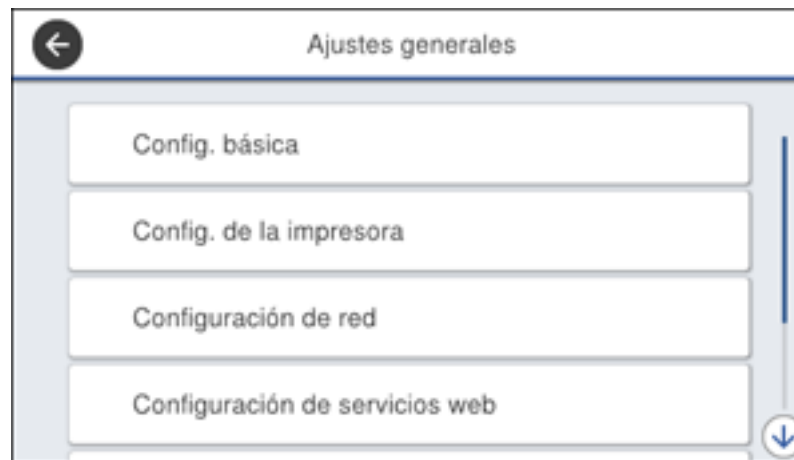 Ajustes generales
Config. básica
Config. de la impresora
Configuración de red
Configuración de servicios web